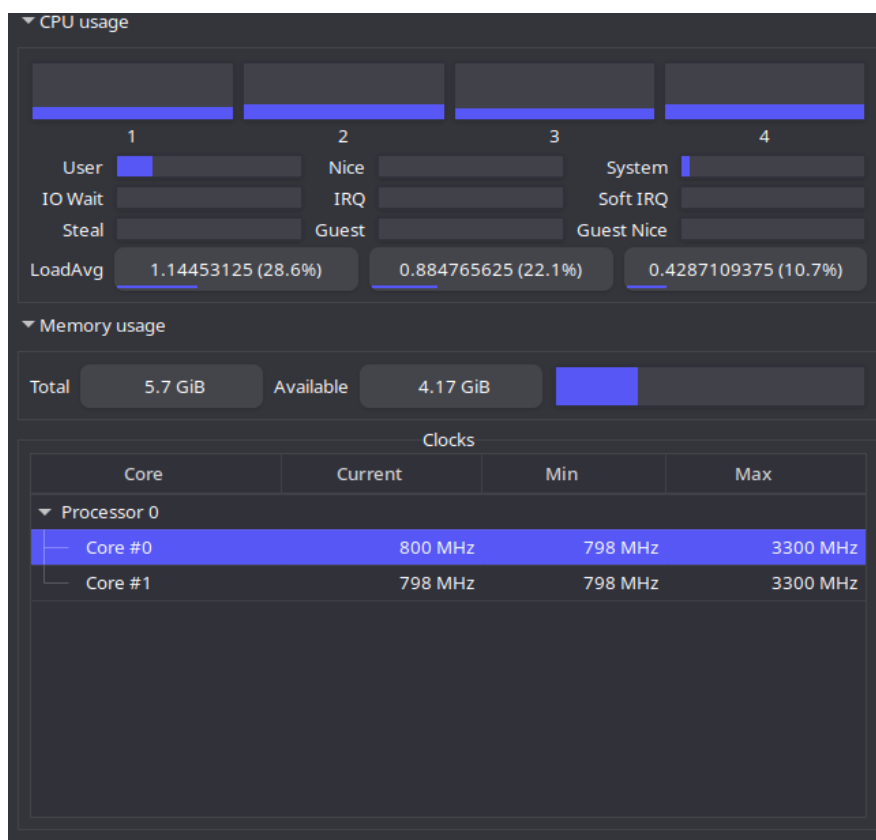 CPU usage
1 2 3 4
User Nice System
IO Wait IRQ Soft IRQ
Steal Guest Guest Nice
LoadAvg 1.14453125 (28.6%) 0.884765625 (22.1%) 0.4287109375 (10.7%)
Memory usage
Total 5.7 GiB Available 4.17 GiB
Clocks
Core Current Min Max
Processor 0
Core #0 800 MHz 798 MHz 3300 MHz
Core #1 798 MHz 798 MHz 3300 MHz